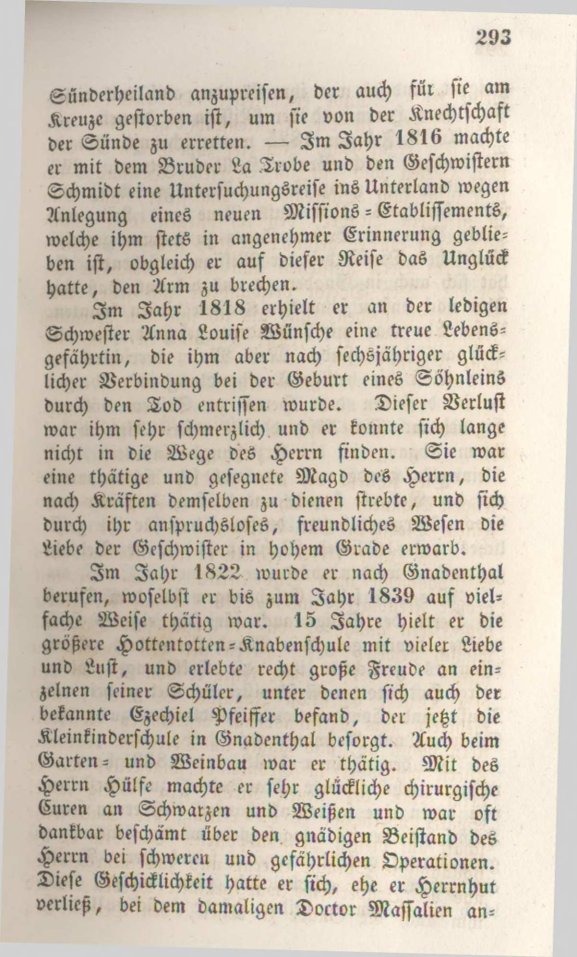 293
Sünderheiland anzupreisen, der auch für sie am
Kreuze gestorben ist, um sie von der Knechtschaft
der Sünde zu erretten. — Im Jahr 1816 machte
er mit dem Bruder La Trobe und den Geschwistern
Schmidt eine Untersuchungsreise ins Unterland wegen
Anlegung eines neuen Missions-Etablissements,
welche ihm stets in angenehmer Erinnerung geblie-
ben ist, obgleich er auf dieser Reise das Unglück
hatte, den Arm zu brechen.
Im Jahr 1818 erhielt er an der ledigen
Schwester Anna Louise Wünsche eine treue Lebens-
gefährtin, die ihm aber nach sechsjähriger glück-
licher Verbindung bei der Geburt eines Söhnleins
durch den Tod entrissen wurde. Dieser Verlust
war ihm sehr schmerzlich und er konnte sich lange
nicht in die Wege des Herrn finden. Sie war
eine thätige und gesegnete Magd des Herrn, die
nach Kräften demselben zu dienen strebte, und sich
durch ihr anspruchsloses, freundliches Wesen die
Liebe der Geschwister in hohem Grade erwarb.
Im Jahr 1822 wurde er nach Gnadenthal
berufen, woselbst er bis zum Jahr 1839 auf viel-
fache Weise thätig war. 15 Jahre hielt er die
größere Hottentotten-Knabenschule mit vieler Liebe
und Lust, und erlebte recht große Freude an ein-
zelnen seiner Schüler, unter denen sich auch der
bekannte Ezechiel Pfeiffer befand, der jetzt die
Kleinkinderschule in Gnadenthal besorgt. Auch beim
Garten- und Weinbau war er thätig. Mit des
Herrn Hülfe machte er sehr glückliche chirurgische
Curen an Schwarzen und Weißen und war oft
dankbar beschämt über den gnädigen Beistand des
Herrn bei schweren und gefährlichen Operationen.
Diese Geschicklichkeit hatte er sich, ehe er Herrnhut
verließ, bei dem damaligen Doctor Massalien an-